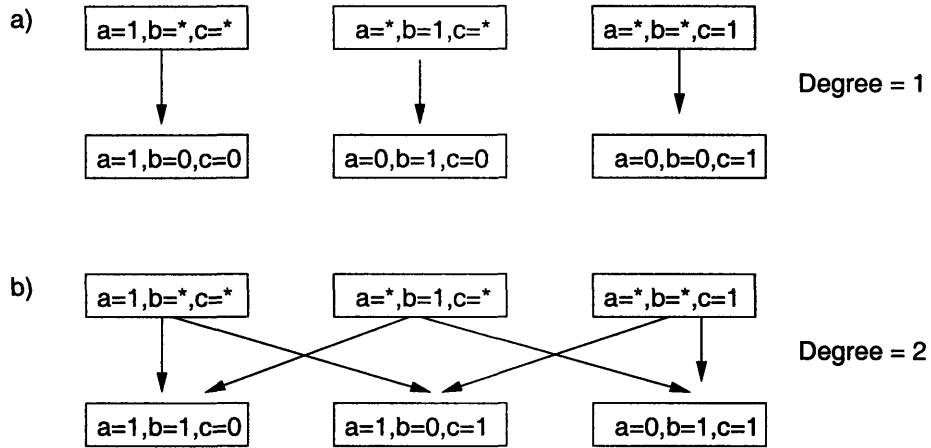 a)
a=1,b=*,c=*
a=*,b=1,c=*
a=*,b=*,c=1
Degree = 1
a=1,b=0,c=0
a=0,b=1,c=0
a=0,b=0,c=1
b)
a=1,b=*,c=*
a=*,b=1,c=*
a=*,b=*,c=1
Degree = 2
a=1,b=1,c=0
a=1,b=0,c=1
a=0,b=1,c=1